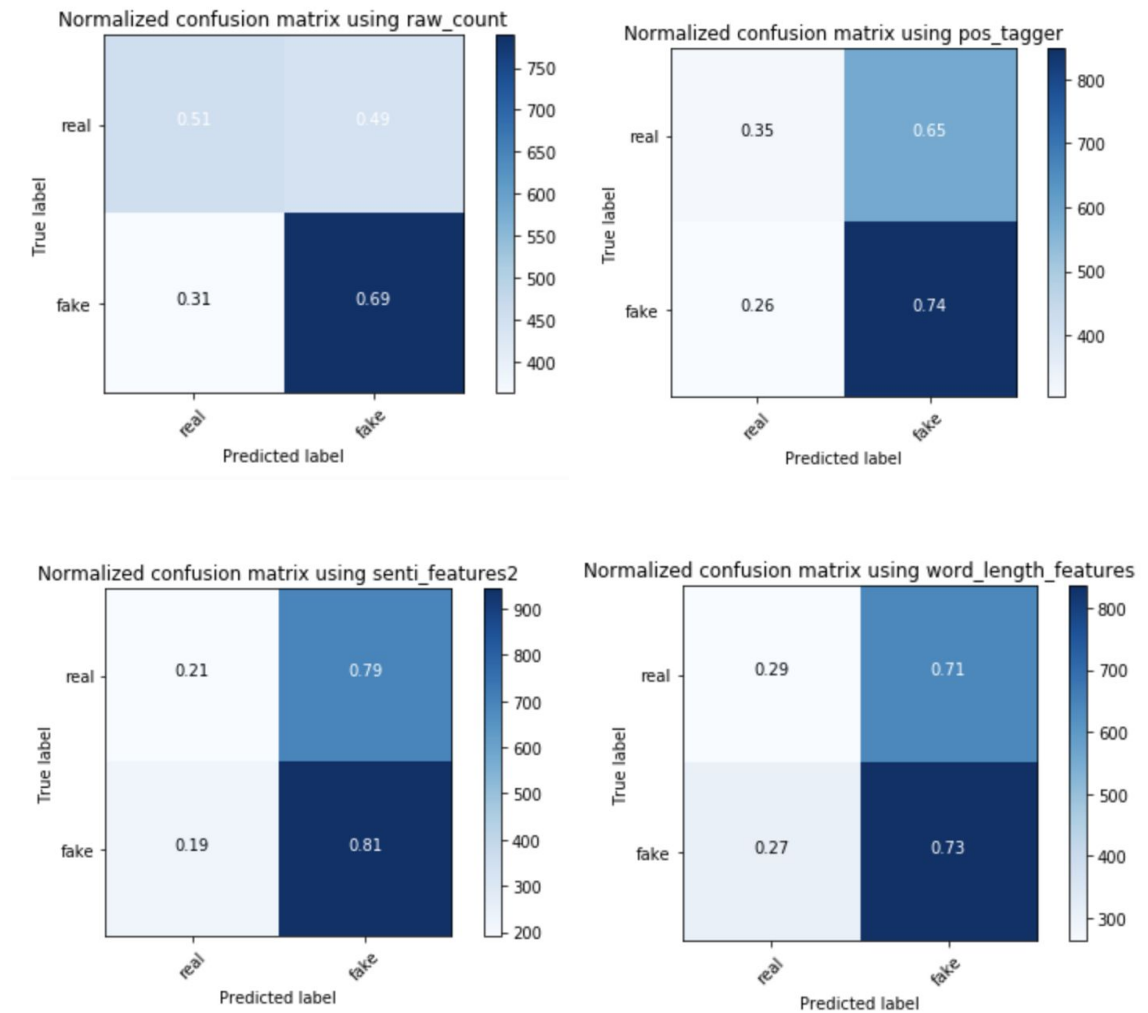 Normalized confusion matrix using raw_count
750
700
650
600
550
500
450
400
real
fake
0.51 0.49
0.31 0.69
True label
real fake
Predicted label
Normalized confusion matrix using pos_tagger
800
700
600
500
400
real
fake
0.35 0.65
0.26 0.74
True label
real fake
Predicted label
Normalized confusion matrix using senti_features2
900
800
700
600
500
400
300
200
real
fake
0.21 0.79
0.19 0.81
True label
real fake
Predicted label
Normalized confusion matrix using word_length_features
800
700
600
500
400
300
real
fake
0.29 0.71
0.27 0.73
True label
real fake
Predicted label